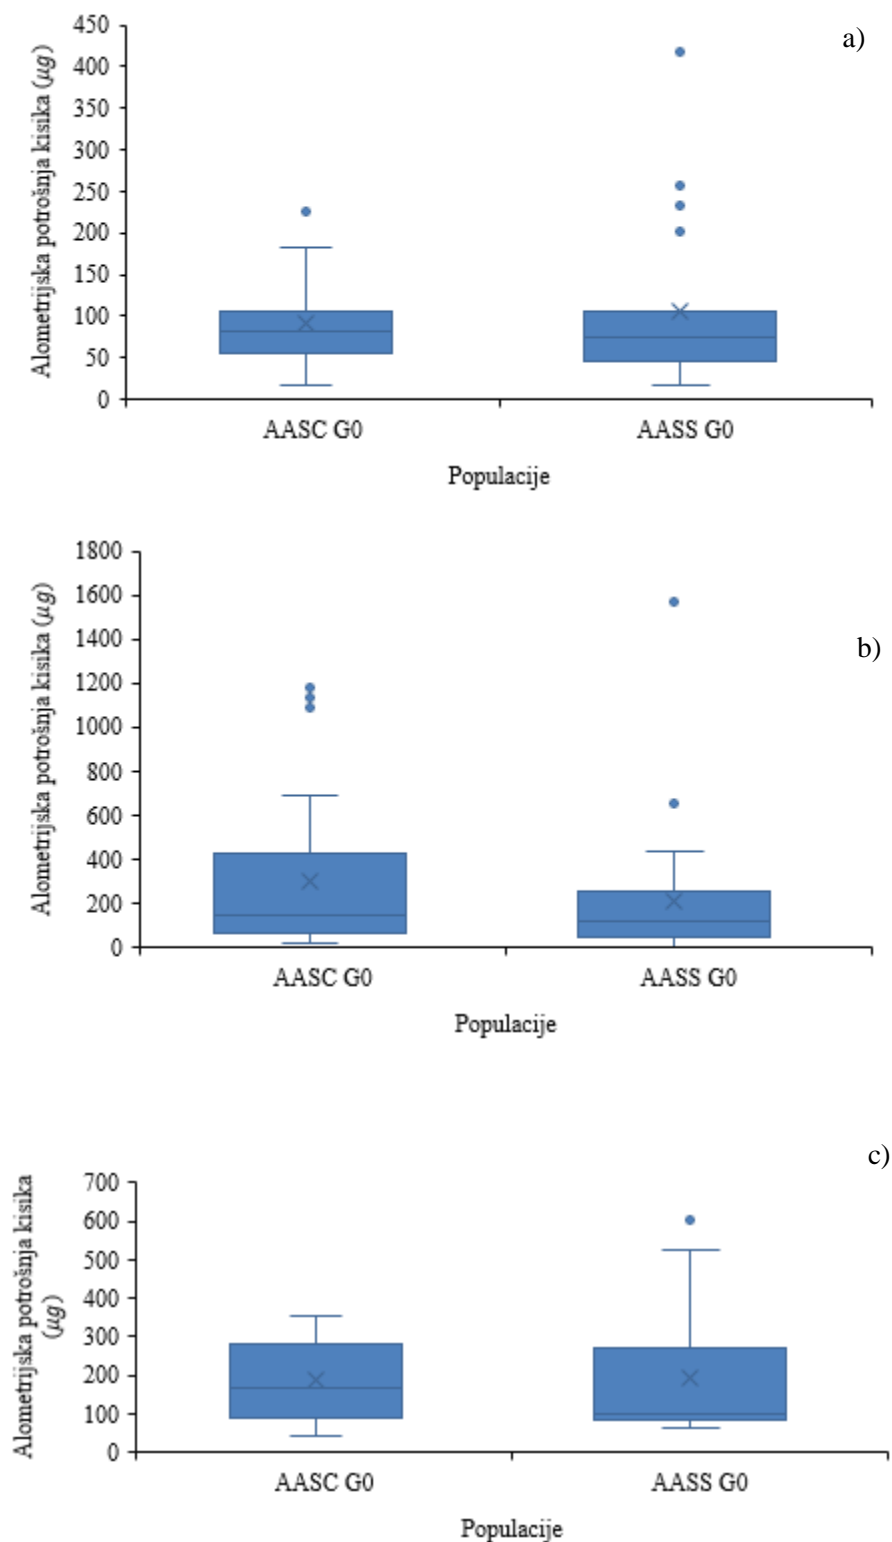 a)
Alometrijska potrošnja kisika (µg)
450
400
350
300
250
200
150
100
50
0
AASC G0
AASS G0
Populacije
b)
Alometrijska potrošnja kisika (µg)
1800
1600
1400
1200
1000
800
600
400
200
0
AASC G0
AASS G0
Populacije
c)
Alometrijska potrošnja kisika
(µg)
700
600
500
400
300
200
100
0
AASC G0
AASS G0
Populacije